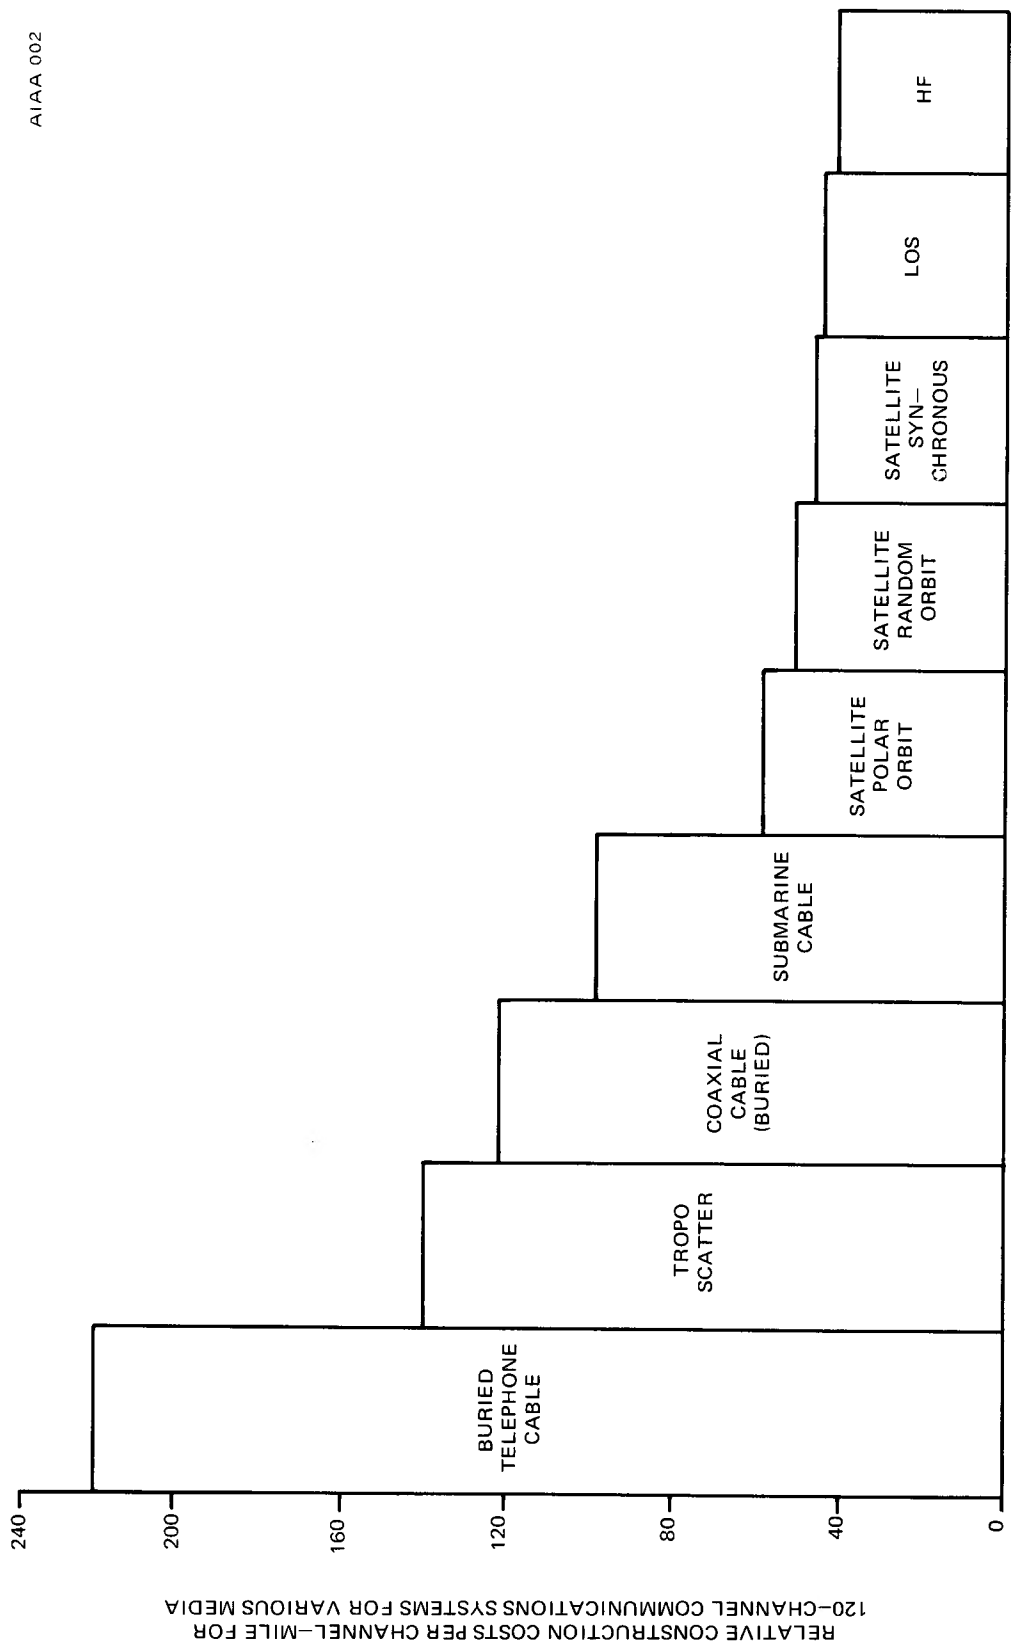 AIAA 002
RELATIVE CONSTRUCTION COSTS PER CHANNEL–MILE FOR
120–CHANNEL COMMUNICATIONS SYSTEMS FOR VARIOUS MEDIA
240
200
160
120
80
40
0
BURIED
TELEPHONE
CABLE
TROPO
SCATTER
COAXIAL
CABLE
(BURIED)
SUBMARINE
CABLE
SATELLITE
POLAR
ORBIT
SATELLITE
RANDOM
ORBIT
SATELLITE
SYN–
CHRONOUS
LOS
HF